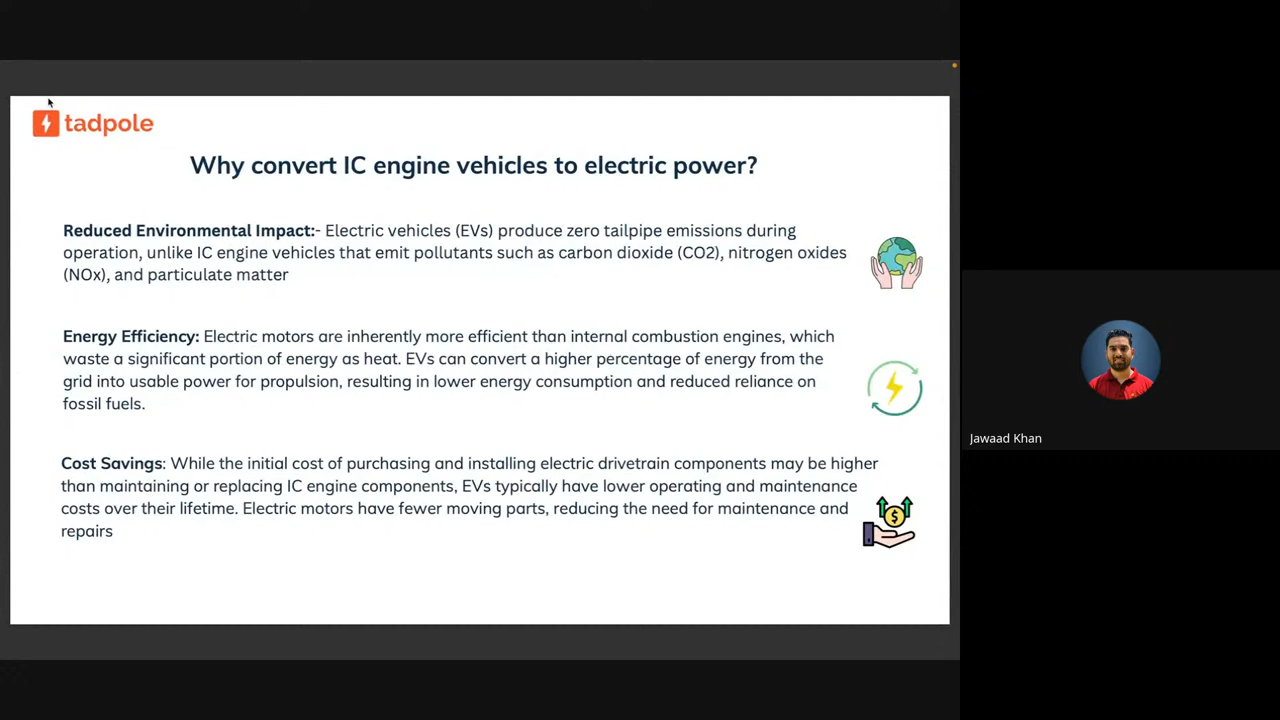 tadpole
Why convert IC engine vehicles to electric power?
Reduced Environmental Impact:- Electric vehicles (EVs) produce zero tailpipe emissions during
operation, unlike IC engine vehicles that emit pollutants such as carbon dioxide (CO2), nitrogen oxides
(NOx), and particulate matter
Energy Efficiency: Electric motors are inherently more efficient than internal combustion engines, which
waste a significant portion of energy as heat. EVs can convert a higher percentage of energy from the
grid into usable power for propulsion, resulting in lower energy consumption and reduced reliance on
fossil fuels.
Cost Savings: While the initial cost of purchasing and installing electric drivetrain components may be higher
than maintaining or replacing IC engine components, EVs typically have lower operating and maintenance
costs over their lifetime. Electric motors have fewer moving parts, reducing the need for maintenance and
repairs
$
Jawaad Khan